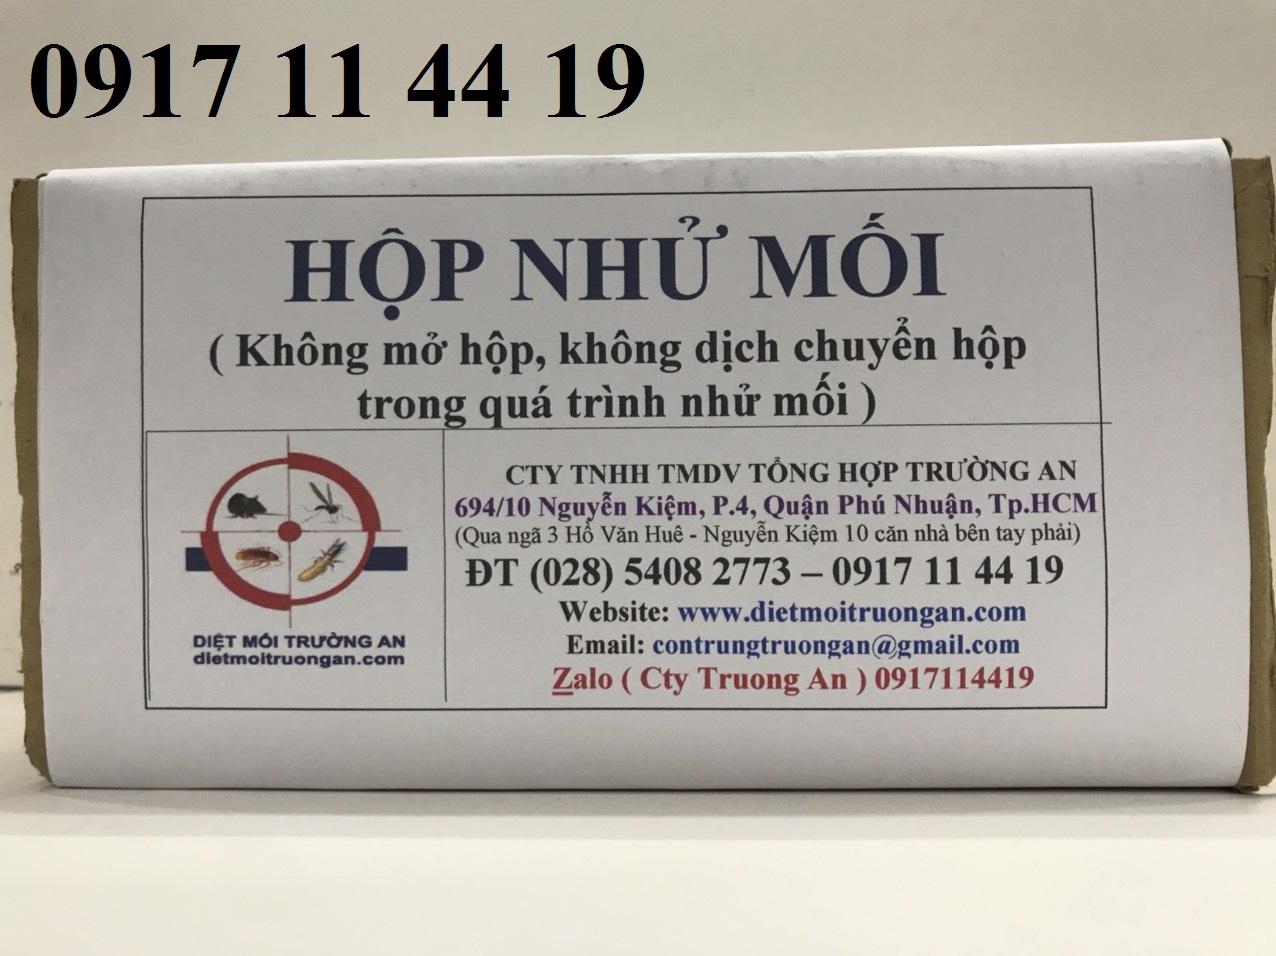 0917 11 44 19
HỘP NHỬ MỐI
( Không mở hộp, không dịch chuyển hộp
trong quá trình nhử mối )
DIỆT MỐI TRƯỜNG AN
dietmoitruongan.com
CTY TNHH TMDV TỔNG HỢP TRƯỜNG AN
694/10 Nguyễn Kiệm, P.4, Quận Phú Nhuận, Tp.HCM
(Qua ngã 3 Hồ Văn Huê - Nguyễn Kiệm 10 căn nhà bên tay phải)
ĐT (028) 5408 2773 – 0917 11 44 19
Website: www.dietmoitruongan.com
Email: contrungtruongan@gmail.com
Zalo ( Cty Truong An ) 0917114419